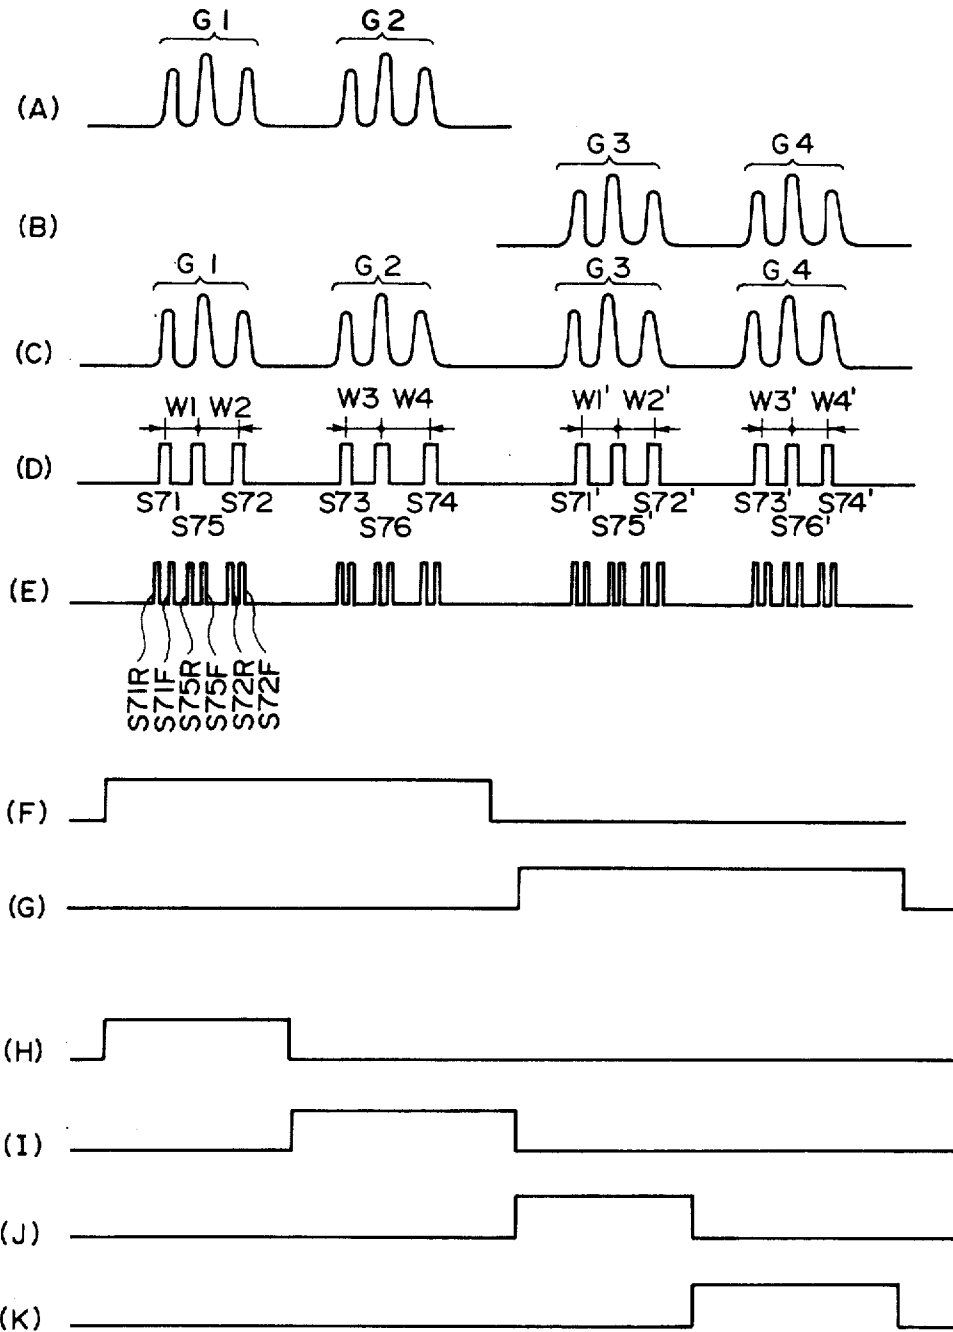 G1 G2
(A)
G3 G4
(B)
G1 G2 G3 G4
(C)
W1 W2 W3 W4 W1' W2' W3' W4'
(D)
S71 S72 S73 S74 S71' S72' S73' S74'
S75 S76 S75' S76'
(E)
S71R
S71F
S75R
S75F
S72R
S72F
(F)
(G)
(H)
(I)
(J)
(K)